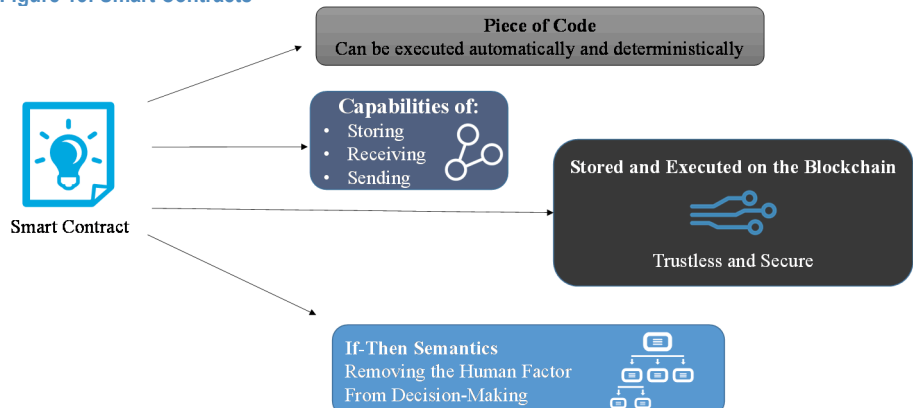 Piece of Code
Can be executed automatically and deterministically
Capabilities of:
• Storing
• Receiving
• Sending
Smart Contract
Stored and Executed on the Blockchain
Trustless and Secure
If-Then Semantics
Removing the Human Factor
From Decision-Making